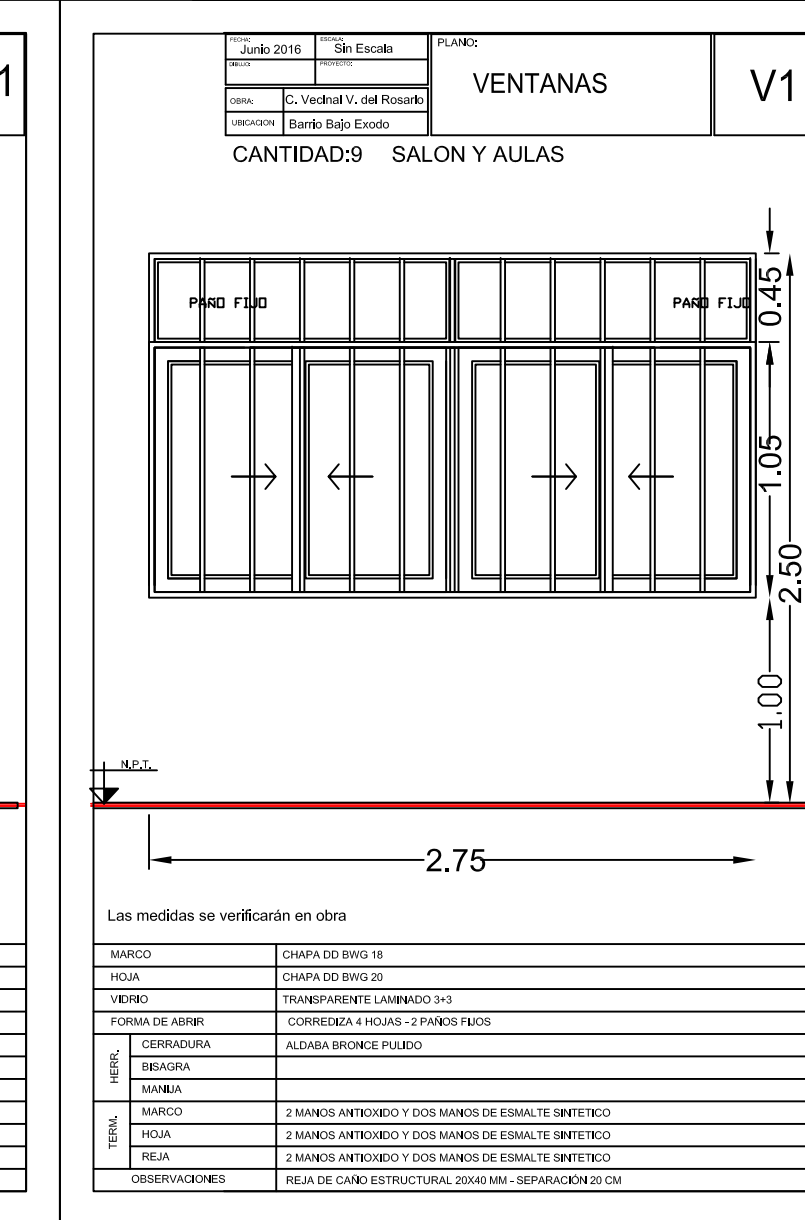 1
FECHA: Junio 2016 ESCALA: Sin Escala
DIBUJO: PROYECTO:
OBRA: C. Vecinal V. del Rosario
UBICACION Barrio Bajo Exodo
PLANO:
VENTANAS
V1
CANTIDAD:9 SALON Y AULAS
PAÑO FIJO PAÑO FIJO
0.45
1.05
2.50
1.00
N.P.T.
2.75
Las medidas se verificarán en obra
MARCO CHAPA DD BWG 18
HOJA CHAPA DD BWG 20
VIDRIO TRANSPARENTE LAMINADO 3+3
FORMA DE ABRIR CORREDIZA 4 HOJAS - 2 PAÑOS FIJOS
HERR.
CERRADURA ALDABA BRONCE PULIDO
BISAGRA
MANIJA
TERM.
MARCO 2 MANOS ANTIOXIDO Y DOS MANOS DE ESMALTE SINTETICO
HOJA 2 MANOS ANTIOXIDO Y DOS MANOS DE ESMALTE SINTETICO
REJA 2 MANOS ANTIOXIDO Y DOS MANOS DE ESMALTE SINTETICO
OBSERVACIONES REJA DE CAÑO ESTRUCTURAL 20X40 MM - SEPARACIÓN 20 CM